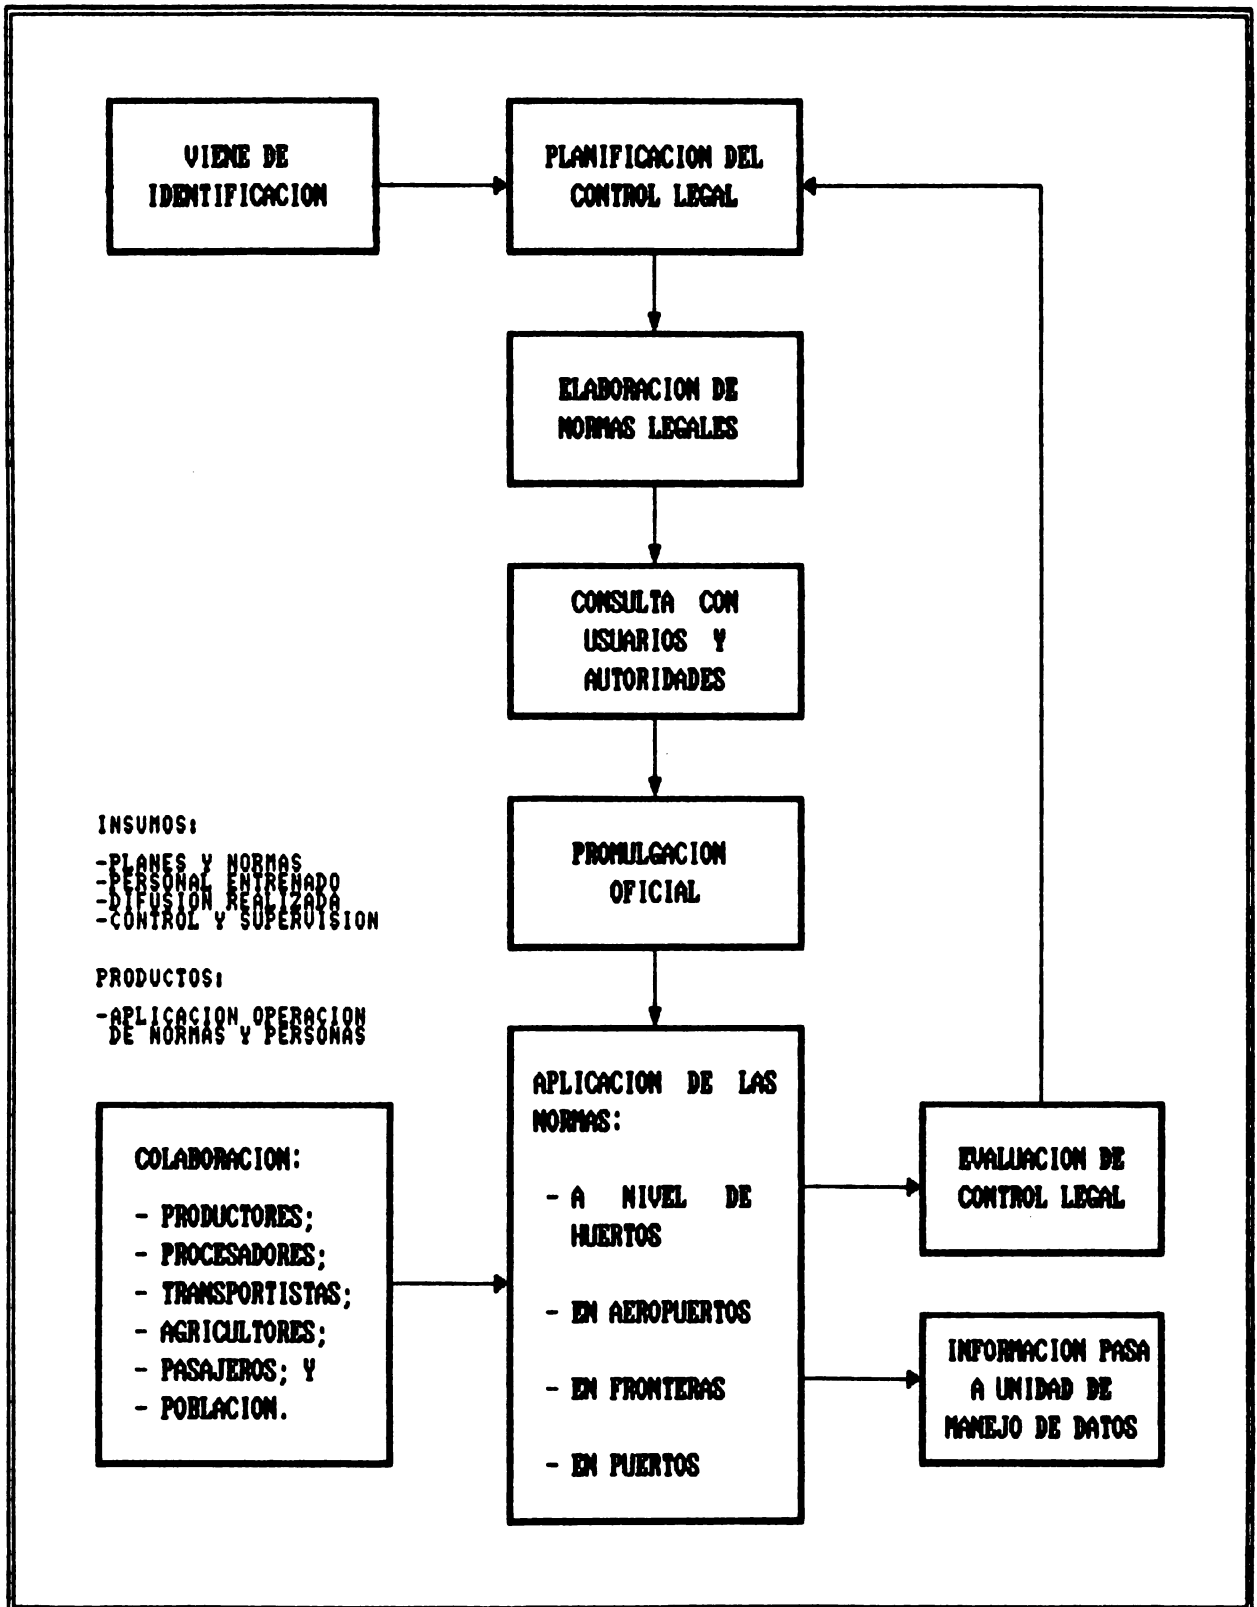 VIENE DE
IDENTIFICACION
PLANIFICACION DEL
CONTROL LEGAL
ELABORACION DE
NORMAS LEGALES
CONSULTA CON
USUARIOS Y
AUTORIDADES
PROMULGACION
OFICIAL
INSUMOS:
-PLANES Y NORMAS
-PERSONAL ENTRENADO
-DIFUSION REALIZADA
-CONTROL Y SUPERVISION
PRODUCTOS:
-APLICACION OPERACION
DE NORMAS Y PERSONAS
COLABORACION:
- PRODUCTORES;
- PROCESADORES;
- TRANSPORTISTAS;
- AGRICULTORES;
- PASAJEROS; Y
- POBLACION.
APLICACION DE LAS
NORMAS:
- A NIVEL DE
HUERTOS
- EN AEROPUERTOS
- EN FRONTERAS
- EN PUERTOS
EVALUACION DE
CONTROL LEGAL
INFORMACION PASA
A UNIDAD DE
MANEJO DE DATOS